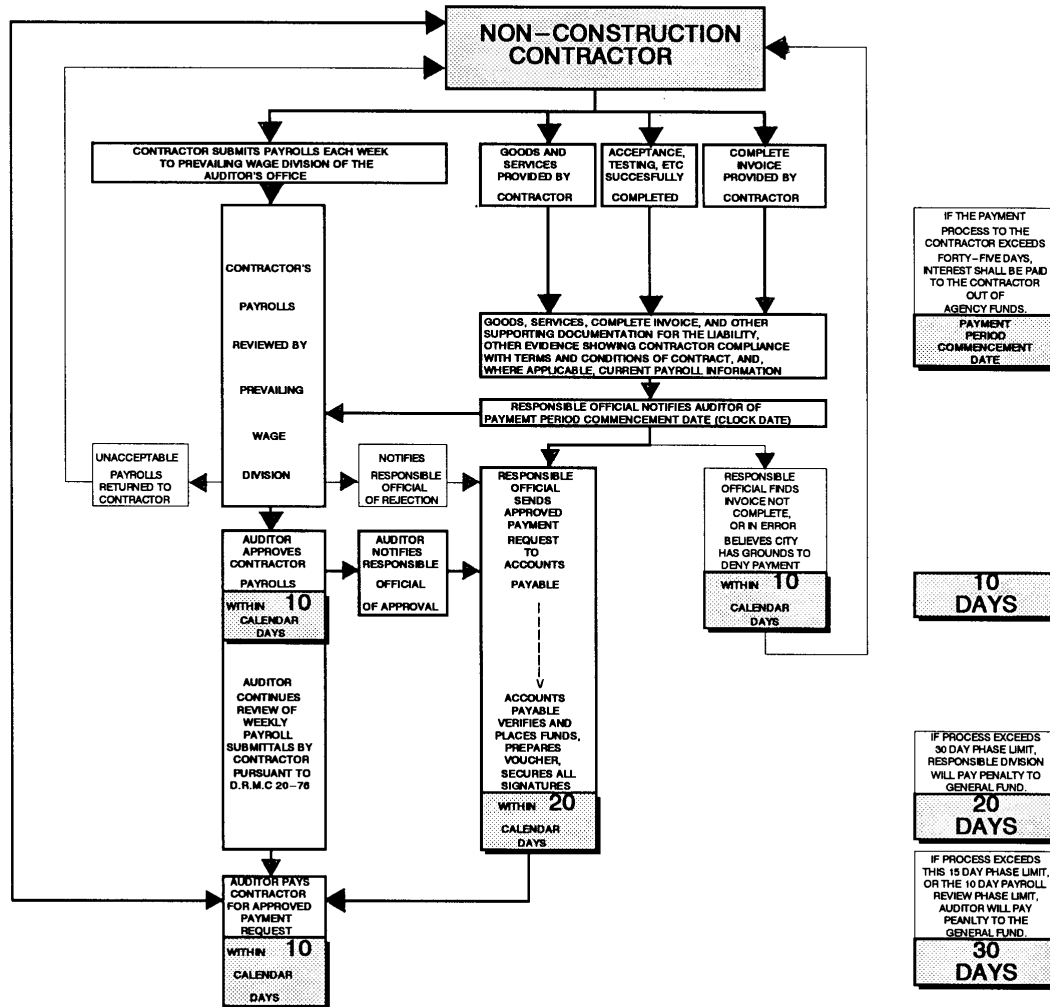 NON-CONSTRUCTION
CONTRACTOR
CONTRACTOR SUBMITS PAYROLLS EACH WEEK
TO PREVAILING WAGE DIVISION OF THE
AUDITOR'S OFFICE
GOODS AND
SERVICES
PROVIDED BY
CONTRACTOR
ACCEPTANCE,
TESTING, ETC
SUCCESFULLY
COMPLETED
COMPLETE
INVOICE
PROVIDED BY
CONTRACTOR
IF THE PAYMENT
PROCESS TO THE
CONTRACTOR EXCEEDS
FORTY-FIVE DAYS,
INTEREST SHALL BE PAID
TO THE CONTRACTOR
OUT OF
AGENCY FUNDS.
PAYMENT
PERIOD
COMMENCEMENT
DATE
CONTRACTOR'S
PAYROLLS
REVIEWED BY
PREVAILING
WAGE
DIVISION
GOODS, SERVICES, COMPLETE INVOICE, AND OTHER
SUPPORTING DOCUMENTATION FOR THE LIABILITY,
OTHER EVIDENCE SHOWING CONTRACTOR COMPLIANCE
WITH TERMS AND CONDITIONS OF CONTRACT, AND,
WHERE APPLICABLE, CURRENT PAYROLL INFORMATION
RESPONSIBLE OFFICIAL NOTIFIES AUDITOR OF
PAYMEMT PERIOD COMMENCEMENT DATE (CLOCK DATE)
UNACCEPTABLE
PAYROLLS
RETURNED TO
CONTRACTOR
NOTIFIES
RESPONSIBLE
OFFICIAL
OF REJECTION
RESPONSIBLE
OFFICIAL
SENDS
APPROVED
PAYMENT
REQUEST
TO
ACCOUNTS
PAYABLE
RESPONSIBLE
OFFICIAL FINDS
INVOICE NOT
COMPLETE,
OR IN ERROR
BELIEVES CITY
HAS GROUNDS TO
DENY PAYMENT
WITHIN 10
CALENDAR
DAYS
AUDITOR
APPROVES
CONTRACTOR
PAYROLLS
WITHIN 10
CALENDAR
DAYS
AUDITOR
NOTIFIES
RESPONSIBLE
OFFICIAL
OF APPROVAL
10
DAYS
AUDITOR
CONTINUES
REVIEW OF
WEEKLY
PAYROLL
SUBMITTALS BY
CONTRACTOR
PURSUANT TO
D.R.M.C 20-76
ACCOUNTS
PAYABLE
VERIFIES AND
PLACES FUNDS,
PREPARES
VOUCHER,
SECURES ALL
SIGNATURES
WITHIN 20
CALENDAR
DAYS
IF PROCESS EXCEEDS
30 DAY PHASE LIMIT,
RESPONSIBLE DIVISION
WILL PAY PENALTY TO
GENERAL FUND.
20
DAYS
AUDITOR PAYS
CONTRACTOR
FOR APPROVED
PAYMENT
REQUEST
WITHIN 10
CALENDAR
DAYS
IF PROCESS EXCEEDS
THIS 15 DAY PHASE LIMIT,
OR THE 10 DAY PAYROLL
REVIEW PHASE LIMIT,
AUDITOR WILL PAY
PEANLTY TO THE
GENERAL FUND.
30
DAYS